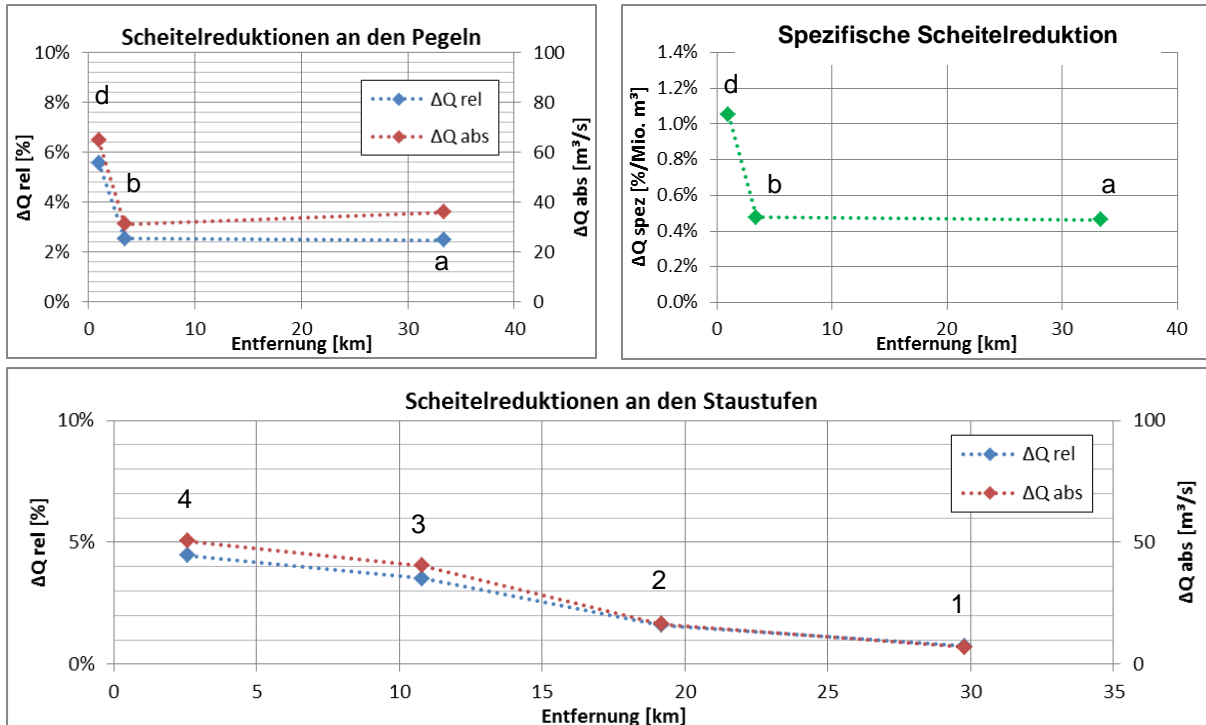 Scheitelreduktionen an den Pegeln
10%
8%
6%
4%
2%
0%
ΔQ rel [%]
100
80
60
40
20
0
ΔQ abs [m³/s]
ΔQ rel
ΔQ abs
d
b
a
0 10 20 30 40
Entfernung [km]
Spezifische Scheitelreduktion
1.4%
1.2%
1.0%
0.8%
0.6%
0.4%
0.2%
0.0%
ΔQ spez [%/Mio. m³]
d
b
a
0 10 20 30 40
Entfernung [km]
Scheitelreduktionen an den Staustufen
10%
5%
0%
ΔQ rel [%]
100
50
0
ΔQ abs [m³/s]
ΔQ rel
ΔQ abs
4
3
2
1
0 5 10 15 20 25 30 35
Entfernung [km]